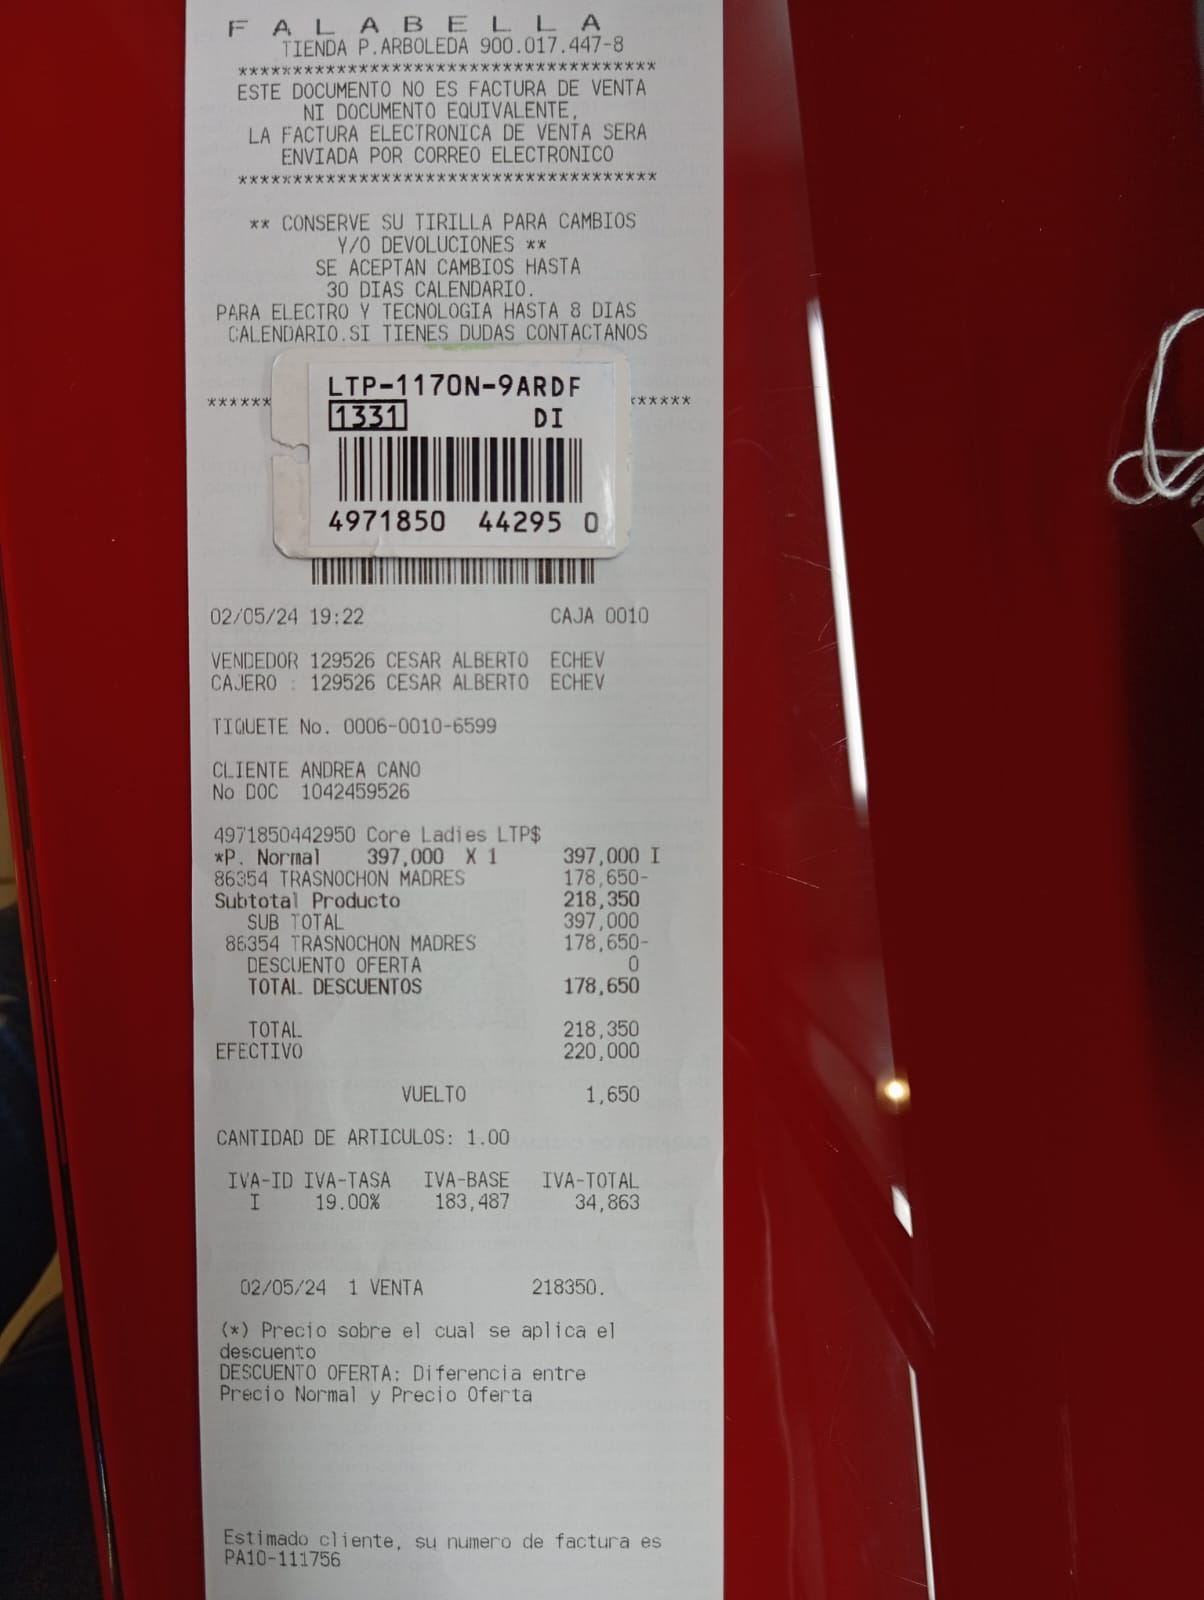 F A L A B E L L A
TIENDA P.ARBOLEDA 900.017.447-8
**************************************
ESTE DOCUMENTO NO ES FACTURA DE VENTA
NI DOCUMENTO EQUIVALENTE,
LA FACTURA ELECTRONICA DE VENTA SERA
ENVIADA POR CORREO ELECTRONICO
**************************************
** CONSERVE SU TIRILLA PARA CAMBIOS
Y/O DEVOLUCIONES **
SE ACEPTAN CAMBIOS HASTA
30 DIAS CALENDARIO.
PARA ELECTRO Y TECNOLOGIA HASTA 8 DIAS
CALENDARIO.SI TIENES DUDAS CONTACTANOS
****** ******
LTP-1170N-9ARDF
1331 DI
4971850 44295 0
02/05/24 19:22 CAJA 0010
VENDEDOR 129526 CESAR ALBERTO ECHEV
CAJERO : 129526 CESAR ALBERTO ECHEV
TIQUETE No. 0006-0010-6599
CLIENTE ANDREA CANO
No DOC 1042459526
4971850442950 Core Ladies LTP$
*P. Normal 397,000 X 1 397,000 I
86354 TRASNOCHON MADRES 178,650-
Subtotal Producto 218,350
SUB TOTAL 397,000
86354 TRASNOCHON MADRES 178,650-
DESCUENTO OFERTA 0
TOTAL DESCUENTOS 178,650
TOTAL 218,350
EFECTIVO 220,000
VUELTO 1,650
CANTIDAD DE ARTICULOS: 1.00
IVA-ID IVA-TASA IVA-BASE IVA-TOTAL
I 19.00% 183,487 34,863
02/05/24 1 VENTA 218350.
(*) Precio sobre el cual se aplica el
descuento
DESCUENTO OFERTA: Diferencia entre
Precio Normal y Precio Oferta
Estimado cliente, su numero de factura es
PA10-111756